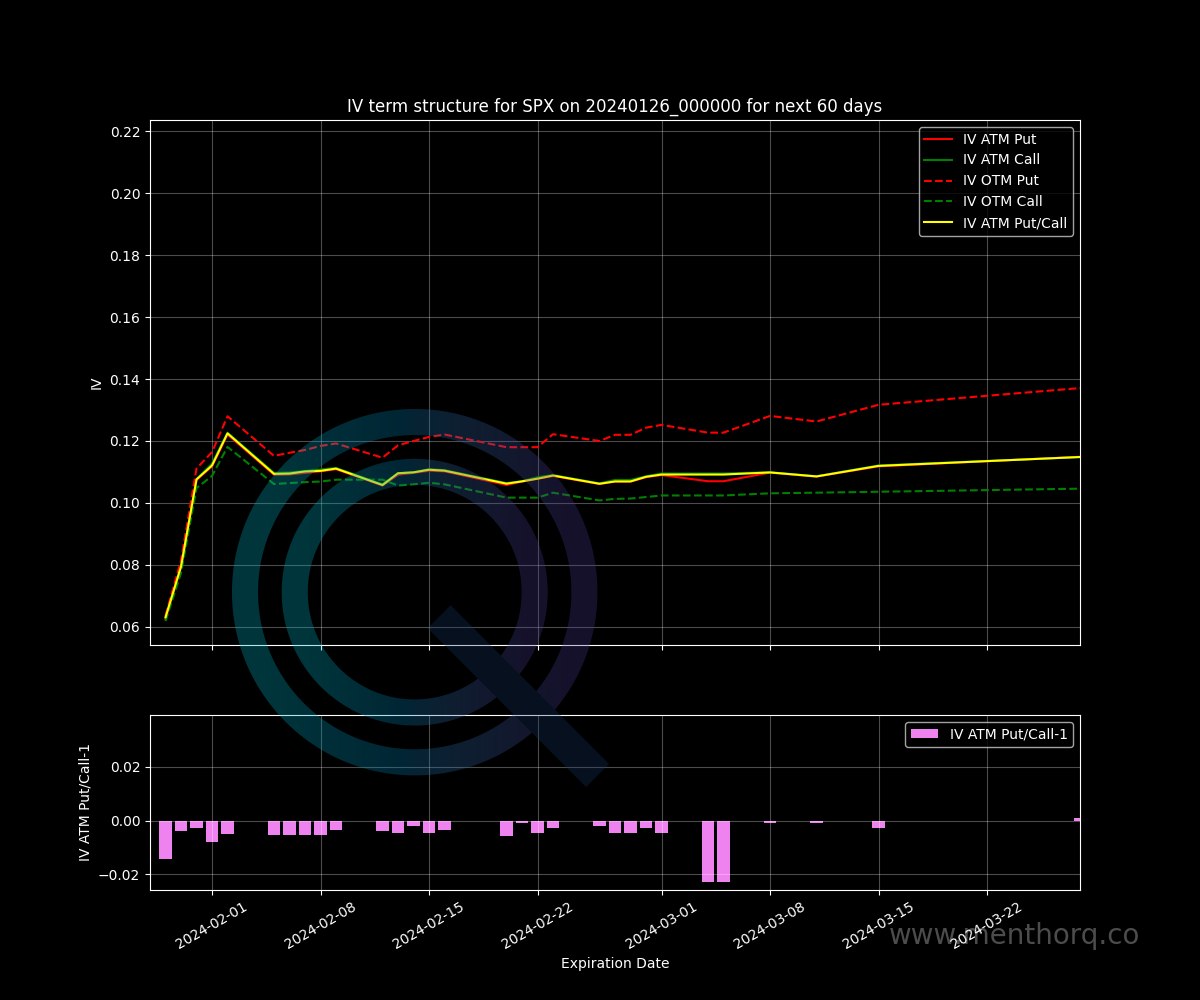 IV term structure for SPX on 20240126_000000 for next 60 days
0.22
0.20
0.18
0.16
0.14
0.12
0.10
0.08
0.06
IV
IV ATM Put
IV ATM Call
IV OTM Put
IV OTM Call
IV ATM Put/Call
0.02
0.00
−0.02
IV ATM Put/Call-1
IV ATM Put/Call-1
2024-02-01
2024-02-08
2024-02-15
2024-02-22
2024-03-01
2024-03-08
2024-03-15
2024-03-22
www.menthorq.co
Expiration Date